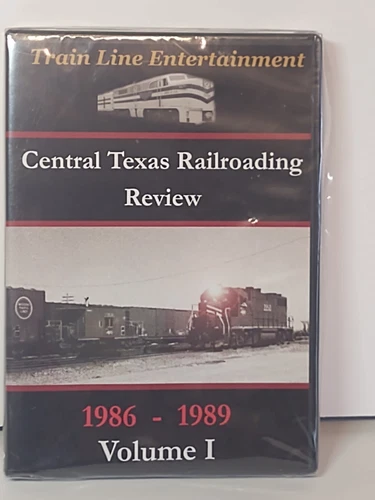 Train Line Entertainment
Central Texas Railroading
Review
1986 - 1989
Volume I